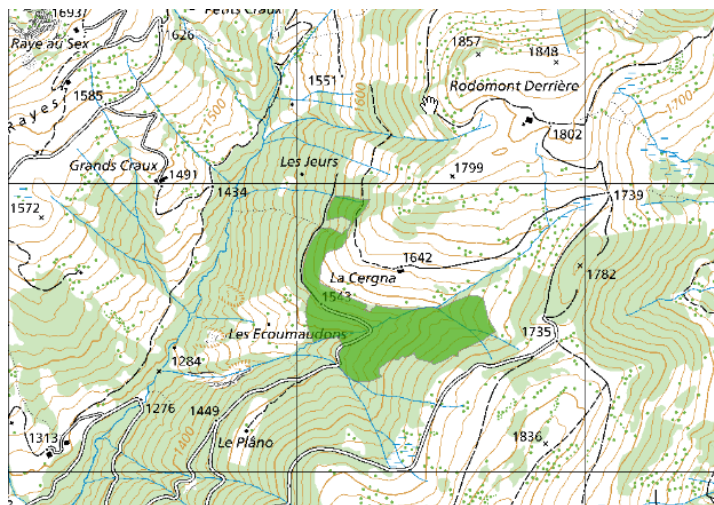 1693
Petits Craux
Raye au Sex
1626
1857
1848
1585
1551
1500
1600
Rodomont Derrière
1700
Rayes
1802
Grands Craux
1491
Les Jeurs
1799
1434
1739
1572
1642
La Cergna
1782
1543
Les Ecoumaudons
1735
1284
1276
1449
1400
1313
Le Plâno
1836
2
L